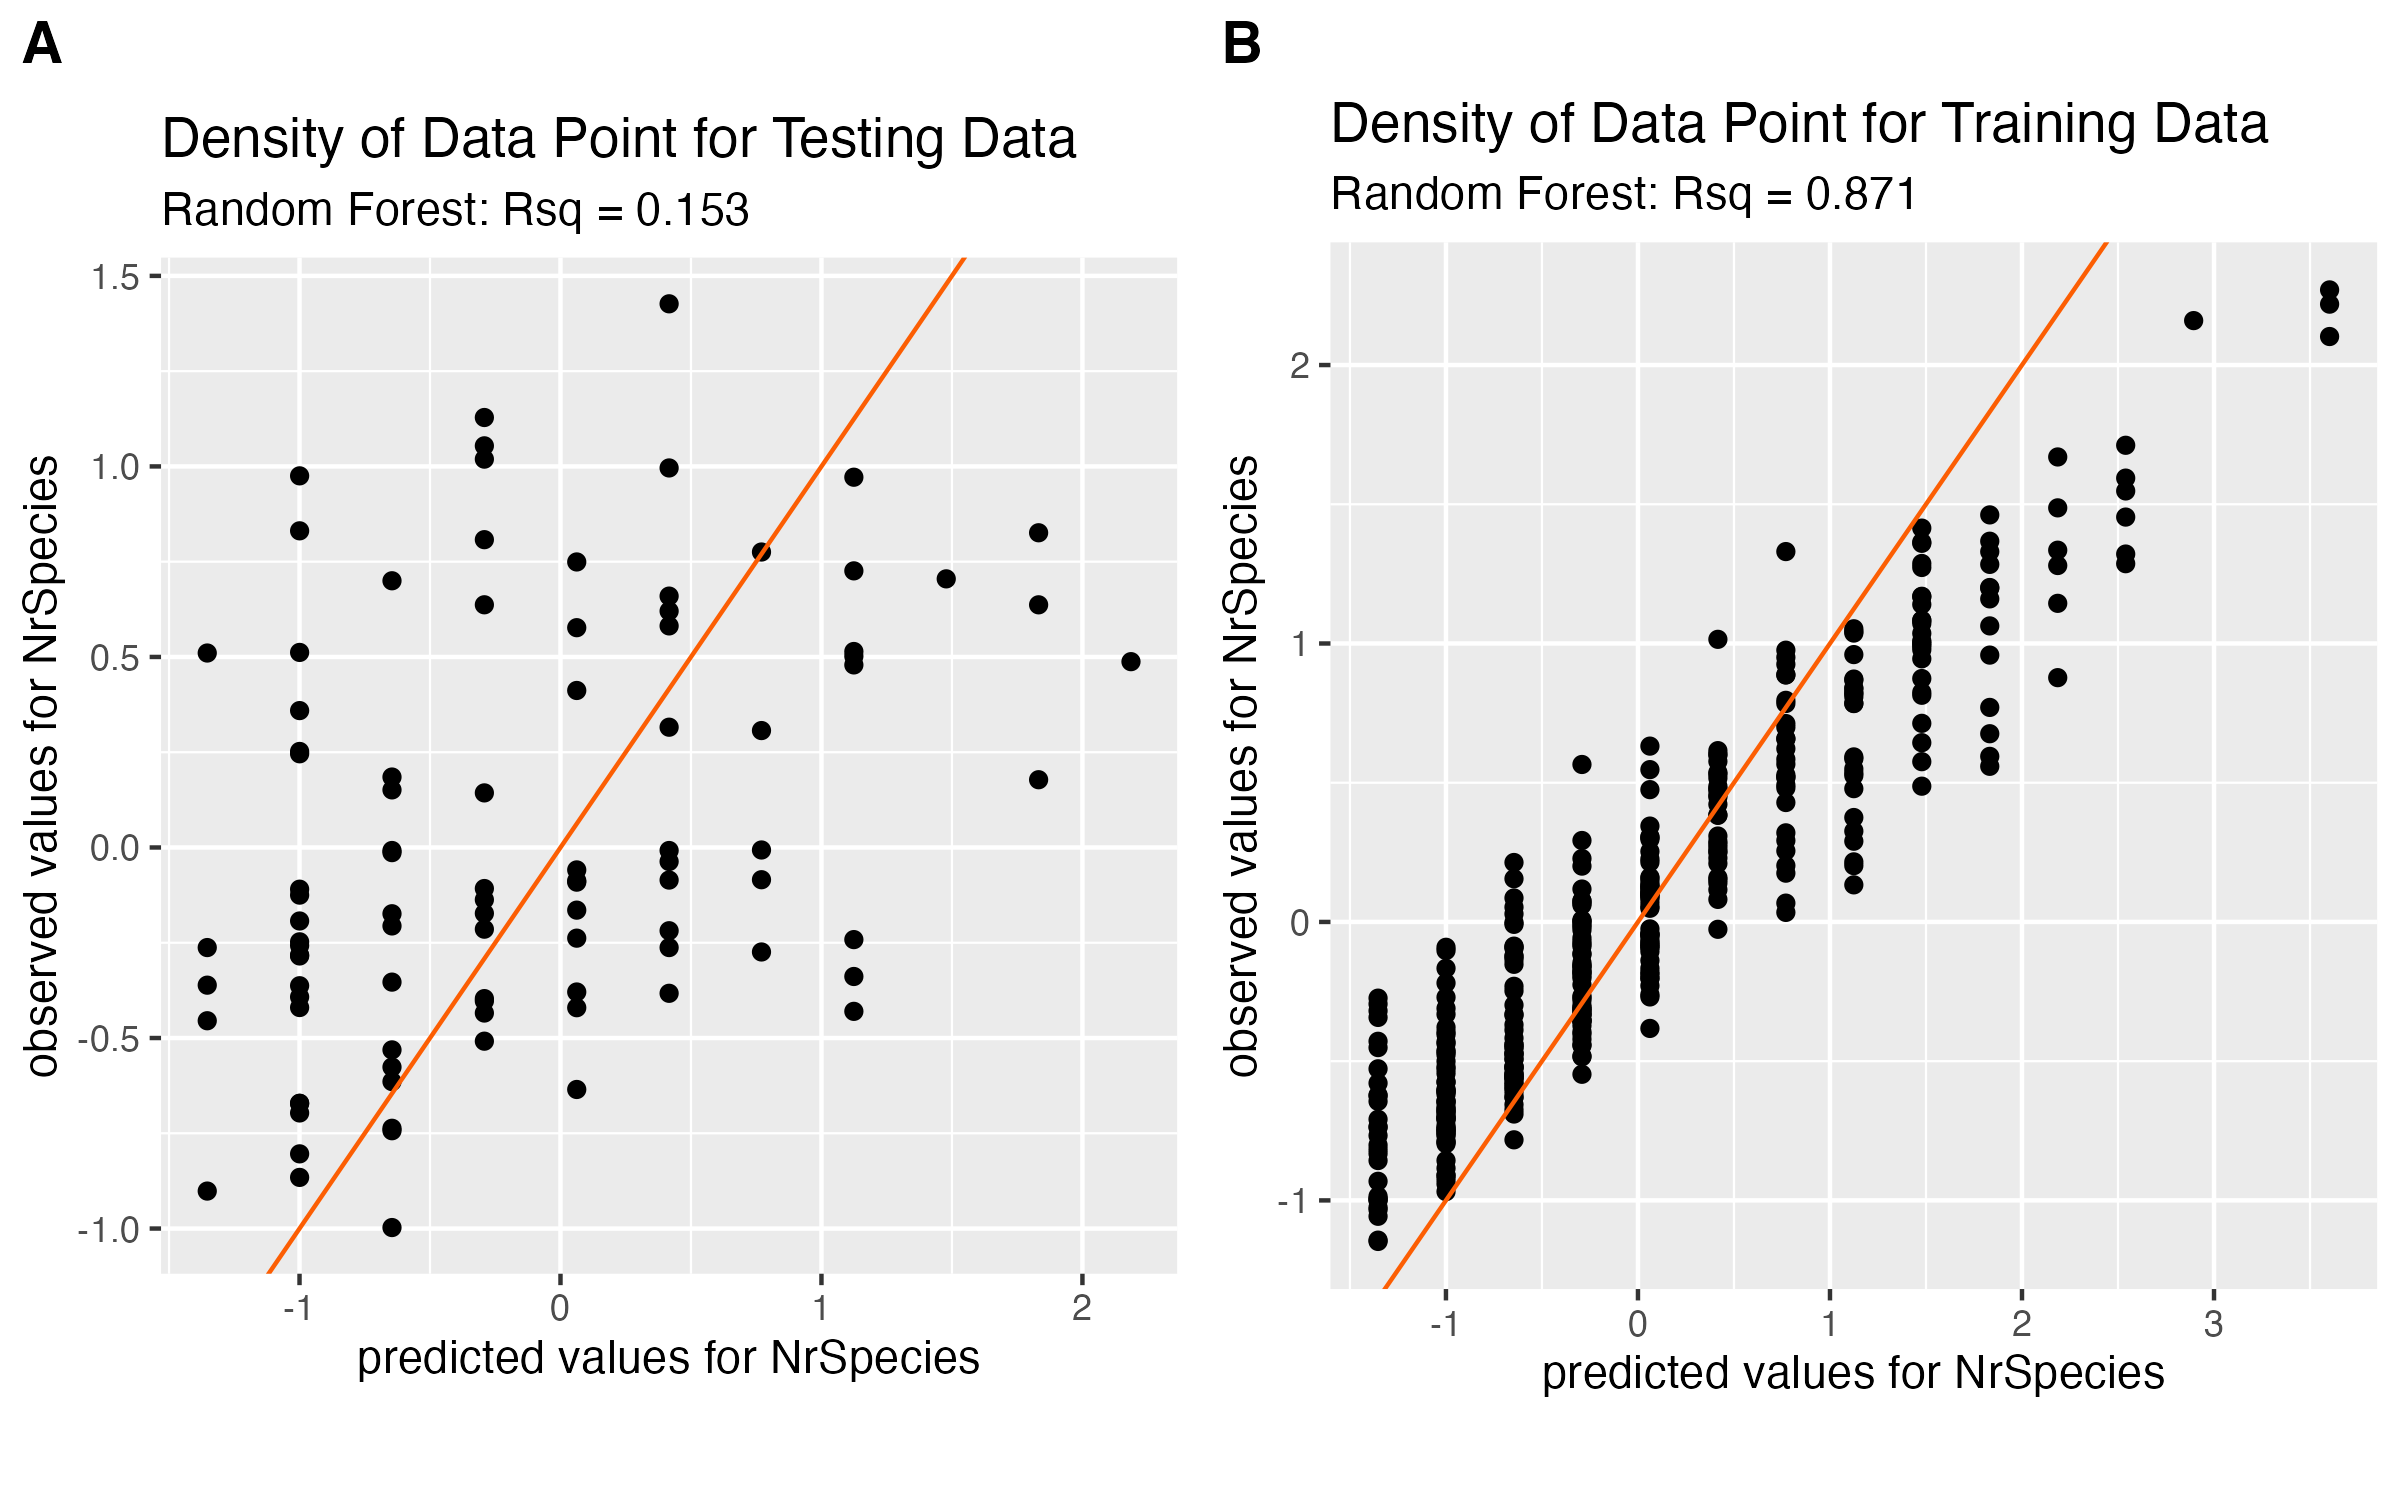 A
Density of Data Point for Testing Data
Random Forest: Rsq = 0.153
1.5
1.0
0.5
0.0
-0.5
-1.0
observed values for NrSpecies
-1 0 1 2
predicted values for NrSpecies
B
Density of Data Point for Training Data
Random Forest: Rsq = 0.871
2
1
0
-1
observed values for NrSpecies
-1 0 1 2 3
predicted values for NrSpecies